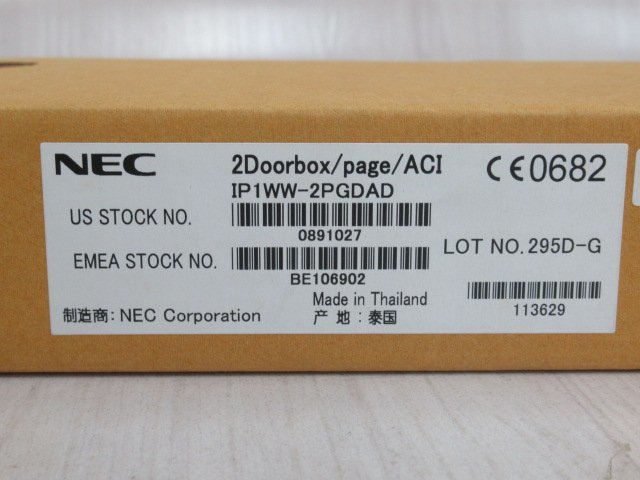 NEC 2Doorbox/page/ACI CE0682
IP1WW-2PGDAD
US STOCK NO.
0891027
EMEA STOCK NO. LOT NO. 295D-G
BE106902
Made in Thailand
制造商: NEC Corporation 产 地: 泰国 113629